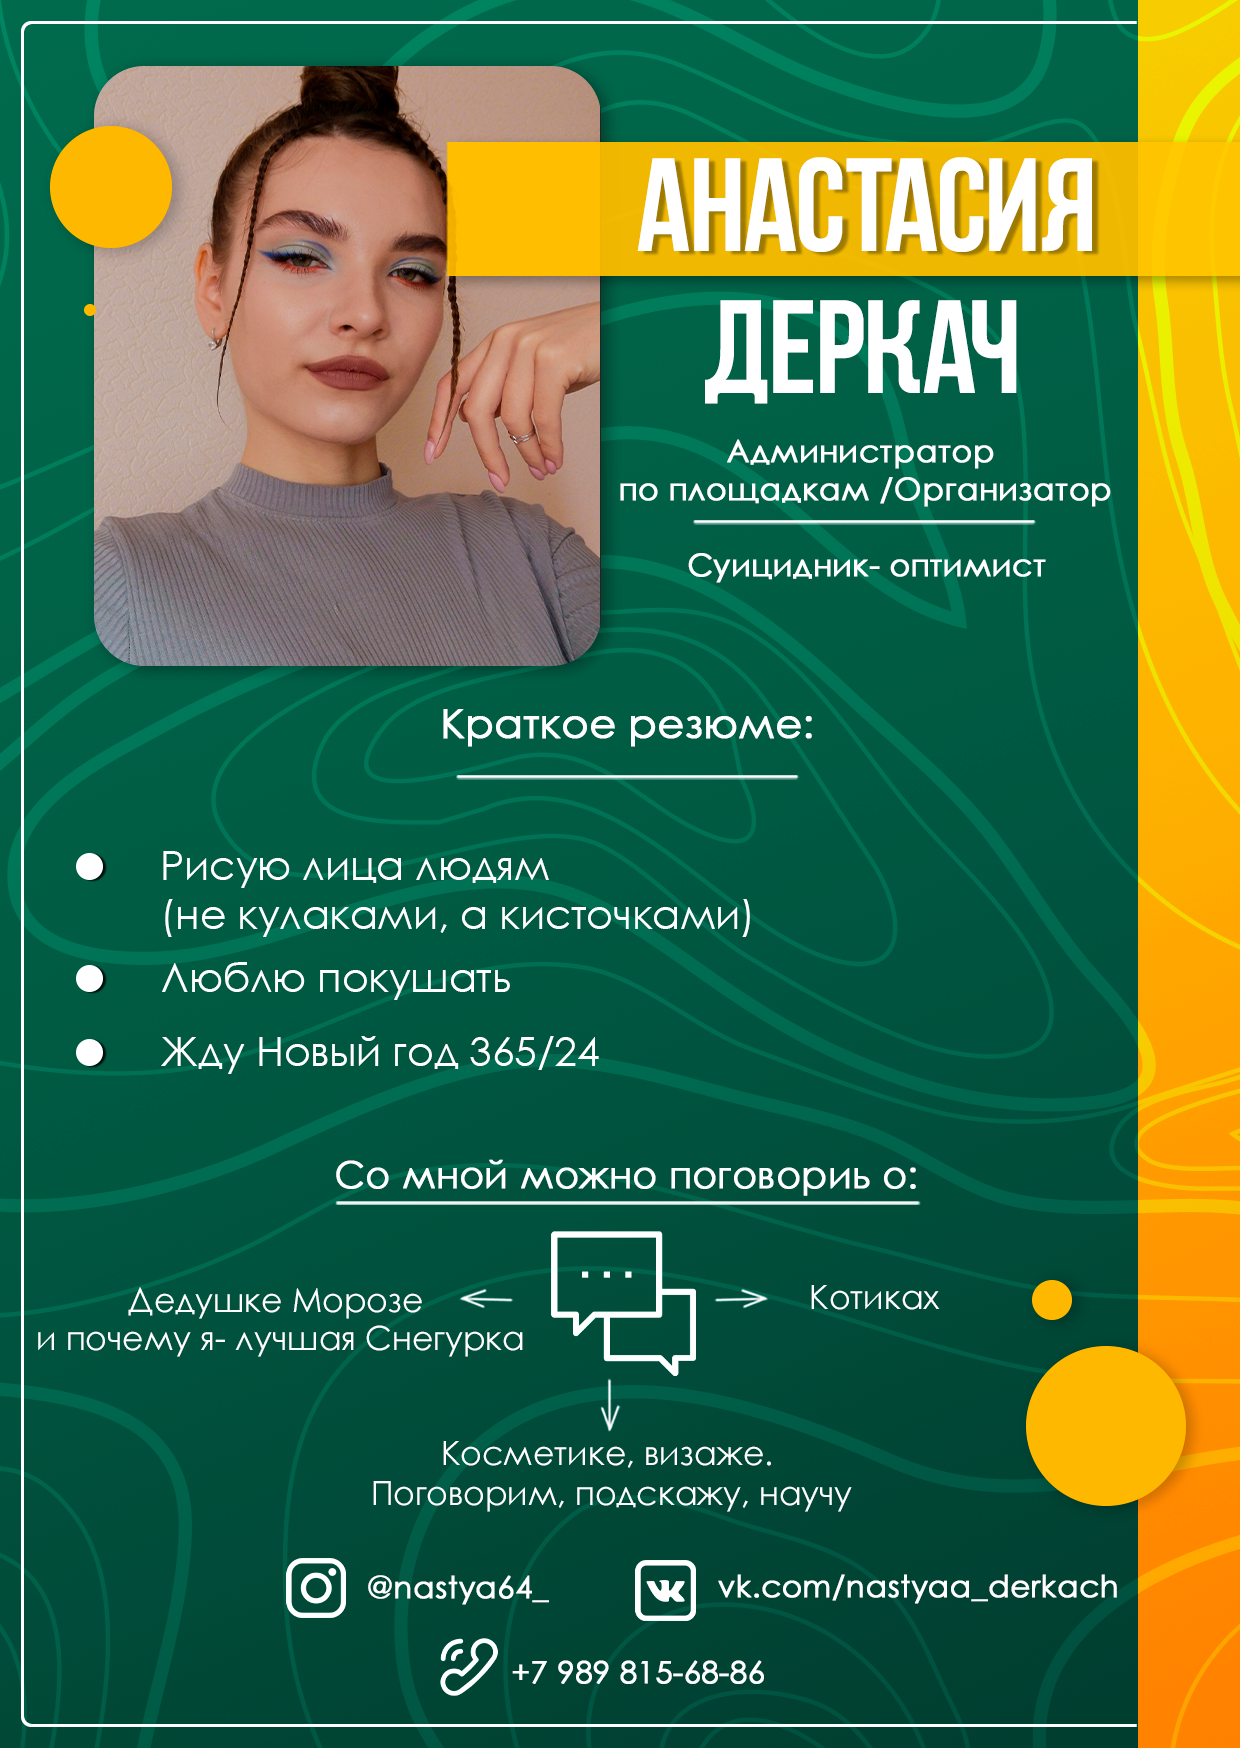 АНАСТАСИЯ
ДЕРКАЧ
Администратор
по площадкам /Организатор
Суицидник- оптимист
Краткое резюме:
Рисую лица людям
(не кулаками, а кисточками)
Люблю покушать
Жду Новый год 365/24
Со мной можно поговориь о:
Дедушке Морозе
и почему я- лучшая Снегурка
Котиках
Косметике, визаже.
Поговорим, подскажу, научу
@nastya64_
vk.com/nastyaa_derkach
+7 989 815-68-86